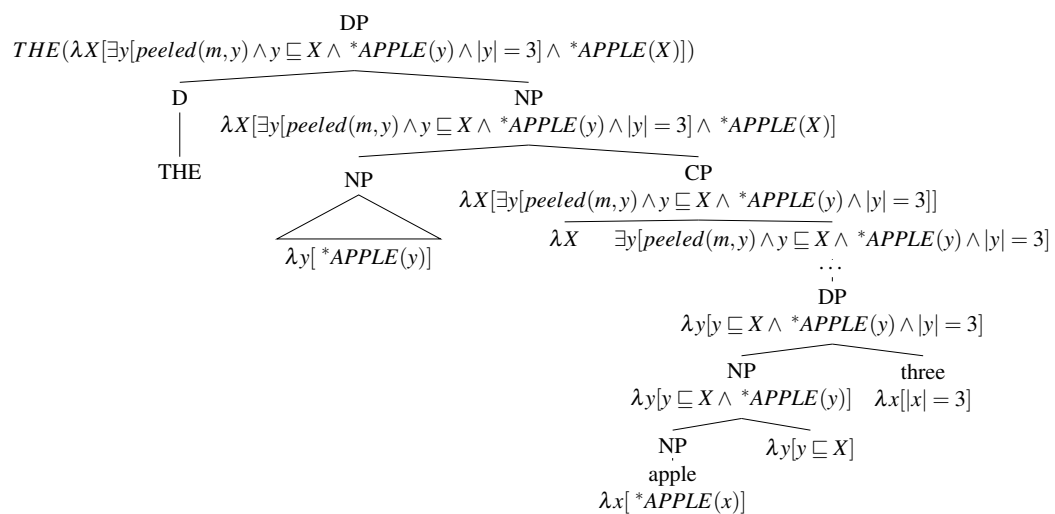 DP
THE(λX[∃y[peeled(m,y) ∧ y ⊑ X ∧ *APPLE(y) ∧ |y| = 3] ∧ *APPLE(X)])
D NP
λX[∃y[peeled(m,y) ∧ y ⊑ X ∧ *APPLE(y) ∧ |y| = 3] ∧ *APPLE(X)]
THE NP CP
λX[∃y[peeled(m,y) ∧ y ⊑ X ∧ *APPLE(y) ∧ |y| = 3]]
λy[ *APPLE(y)] λX ∃y[peeled(m,y) ∧ y ⊑ X ∧ *APPLE(y) ∧ |y| = 3]
...
DP
λy[y ⊑ X ∧ *APPLE(y) ∧ |y| = 3]
NP three
λy[y ⊑ X ∧ *APPLE(y)] λx[|x| = 3]
NP λy[y ⊑ X]
apple
λx[ *APPLE(x)]